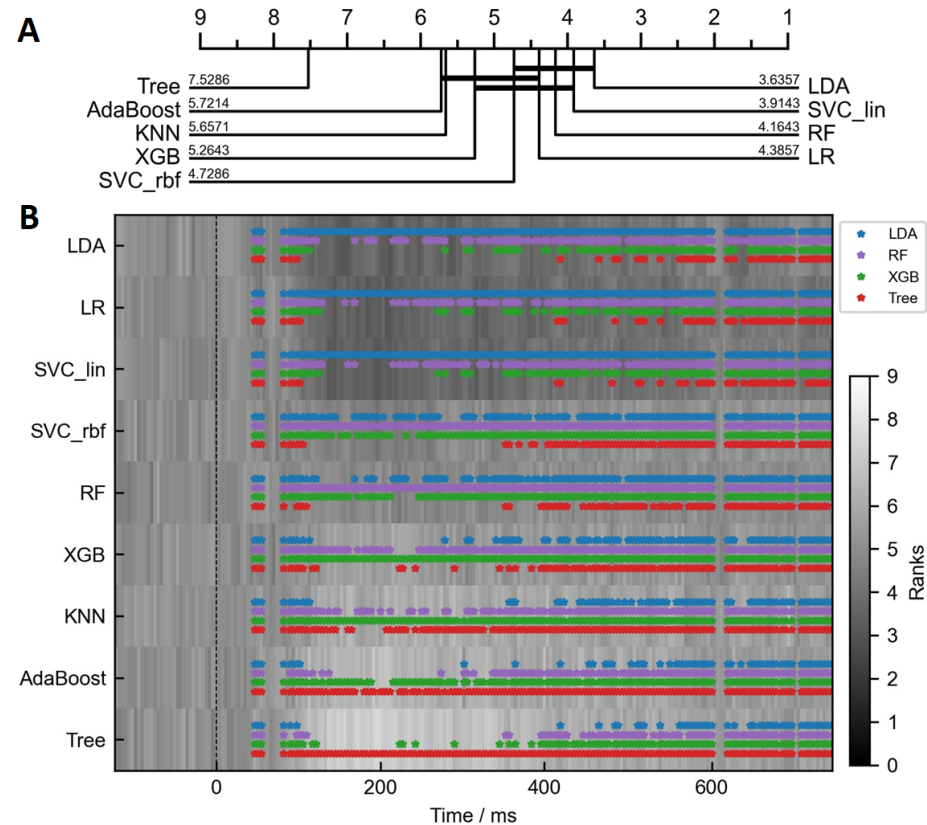 A
9 8 7 6 5 4 3 2 1
Tree 7.5286 3.6357 LDA
AdaBoost 5.7214 3.9143 SVC_lin
KNN 5.6571 4.1643 RF
XGB 5.2643 4.3857 LR
SVC_rbf 4.7286
B
LDA
LR
SVC_lin
SVC_rbf
RF
XGB
KNN
AdaBoost
Tree
0 200 400 600
Time / ms
LDA
RF
XGB
Tree
9
8
7
6
5
4
3
2
1
0
Ranks